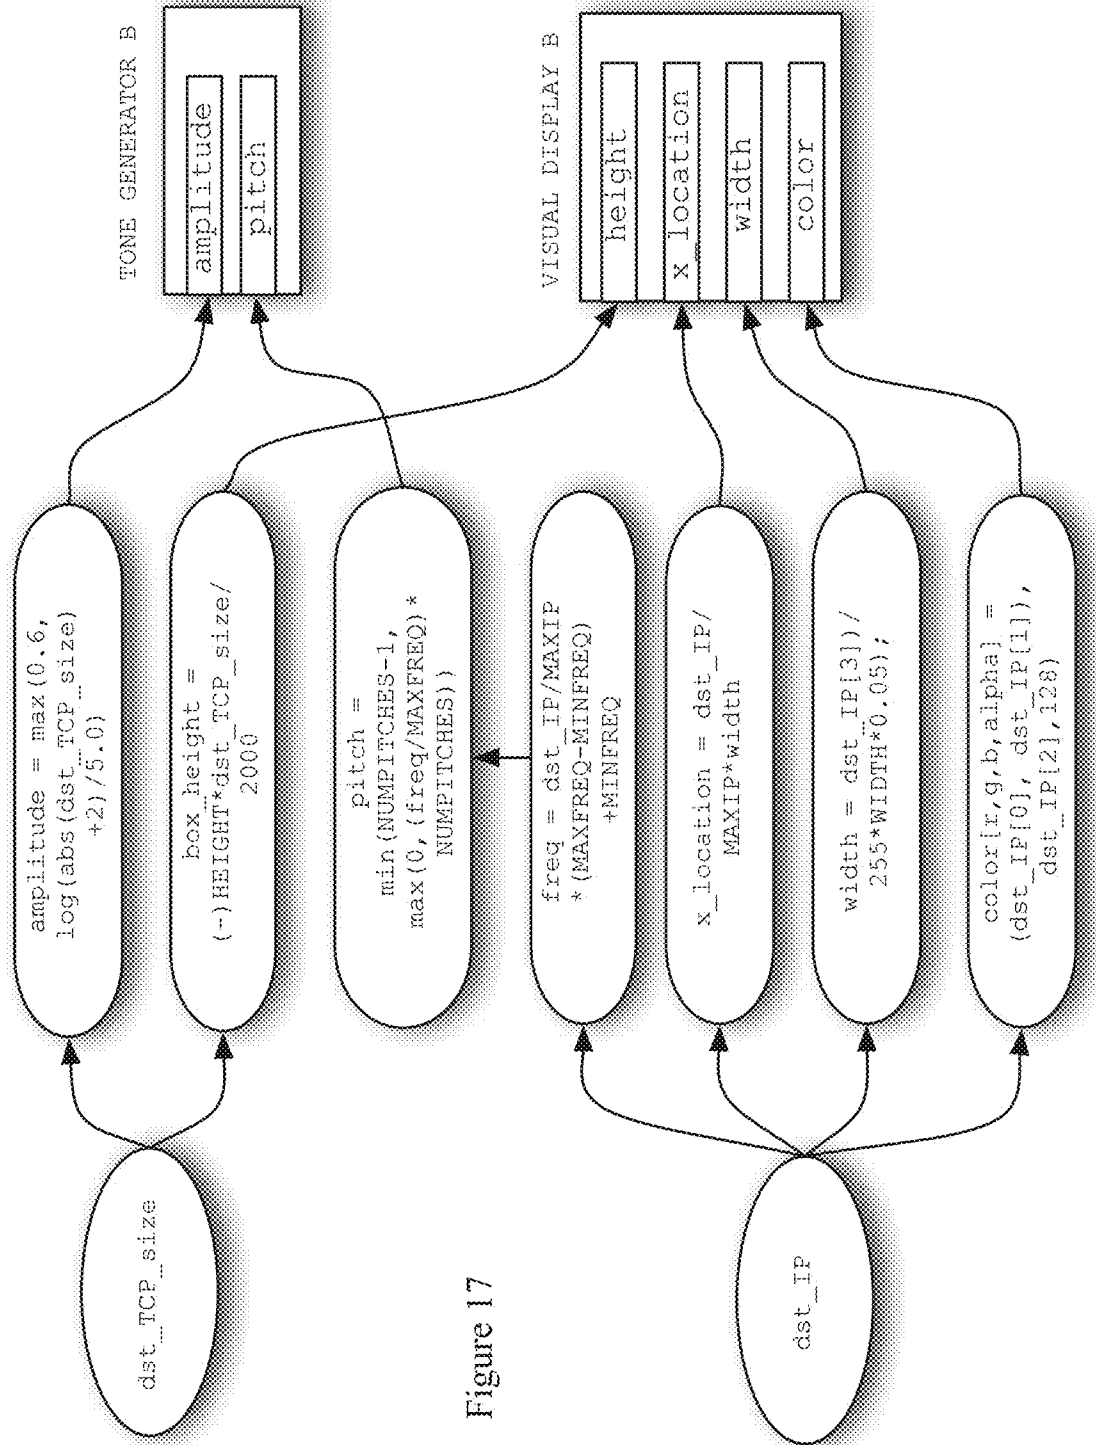 TONE GENERATOR B
amplitude
pitch
VISUAL DISPLAY B
height
x_location
width
color
amplitude = max(0.6,
log(abs(dst_TCP_size)
+2)/5.0)
box_height =
(-)HEIGHT*dst_TCP_size/
2000
pitch =
min(NUMPITCHES-1,
max(0,(freq/MAXFREQ)*
NUMPITCHES))
freq = dst_IP/MAXIP
*(MAXFREQ-MINFREQ)
+MINFREQ
x_location = dst_IP/
MAXIP*width
width = dst_IP[3])/
255*WIDTH*0.05);
color[r,g,b,alpha] =
(dst_IP[0], dst_IP[1]),
dst_IP[2],128)
dst_TCP_size
dst_IP
Figure 17